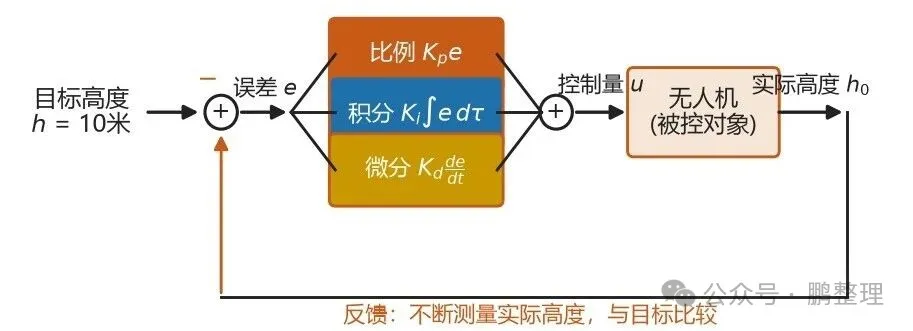 比例 Kₚe
−
误差 e
控制量 u
实际高度 h₀
目标高度
h = 10米
+
积分 Kᵢ∫e dτ
+
无人机
(被控对象)
微分 K_d de/dt
公众号 · 鹏整理
反馈：不断测量实际高度，与目标比较